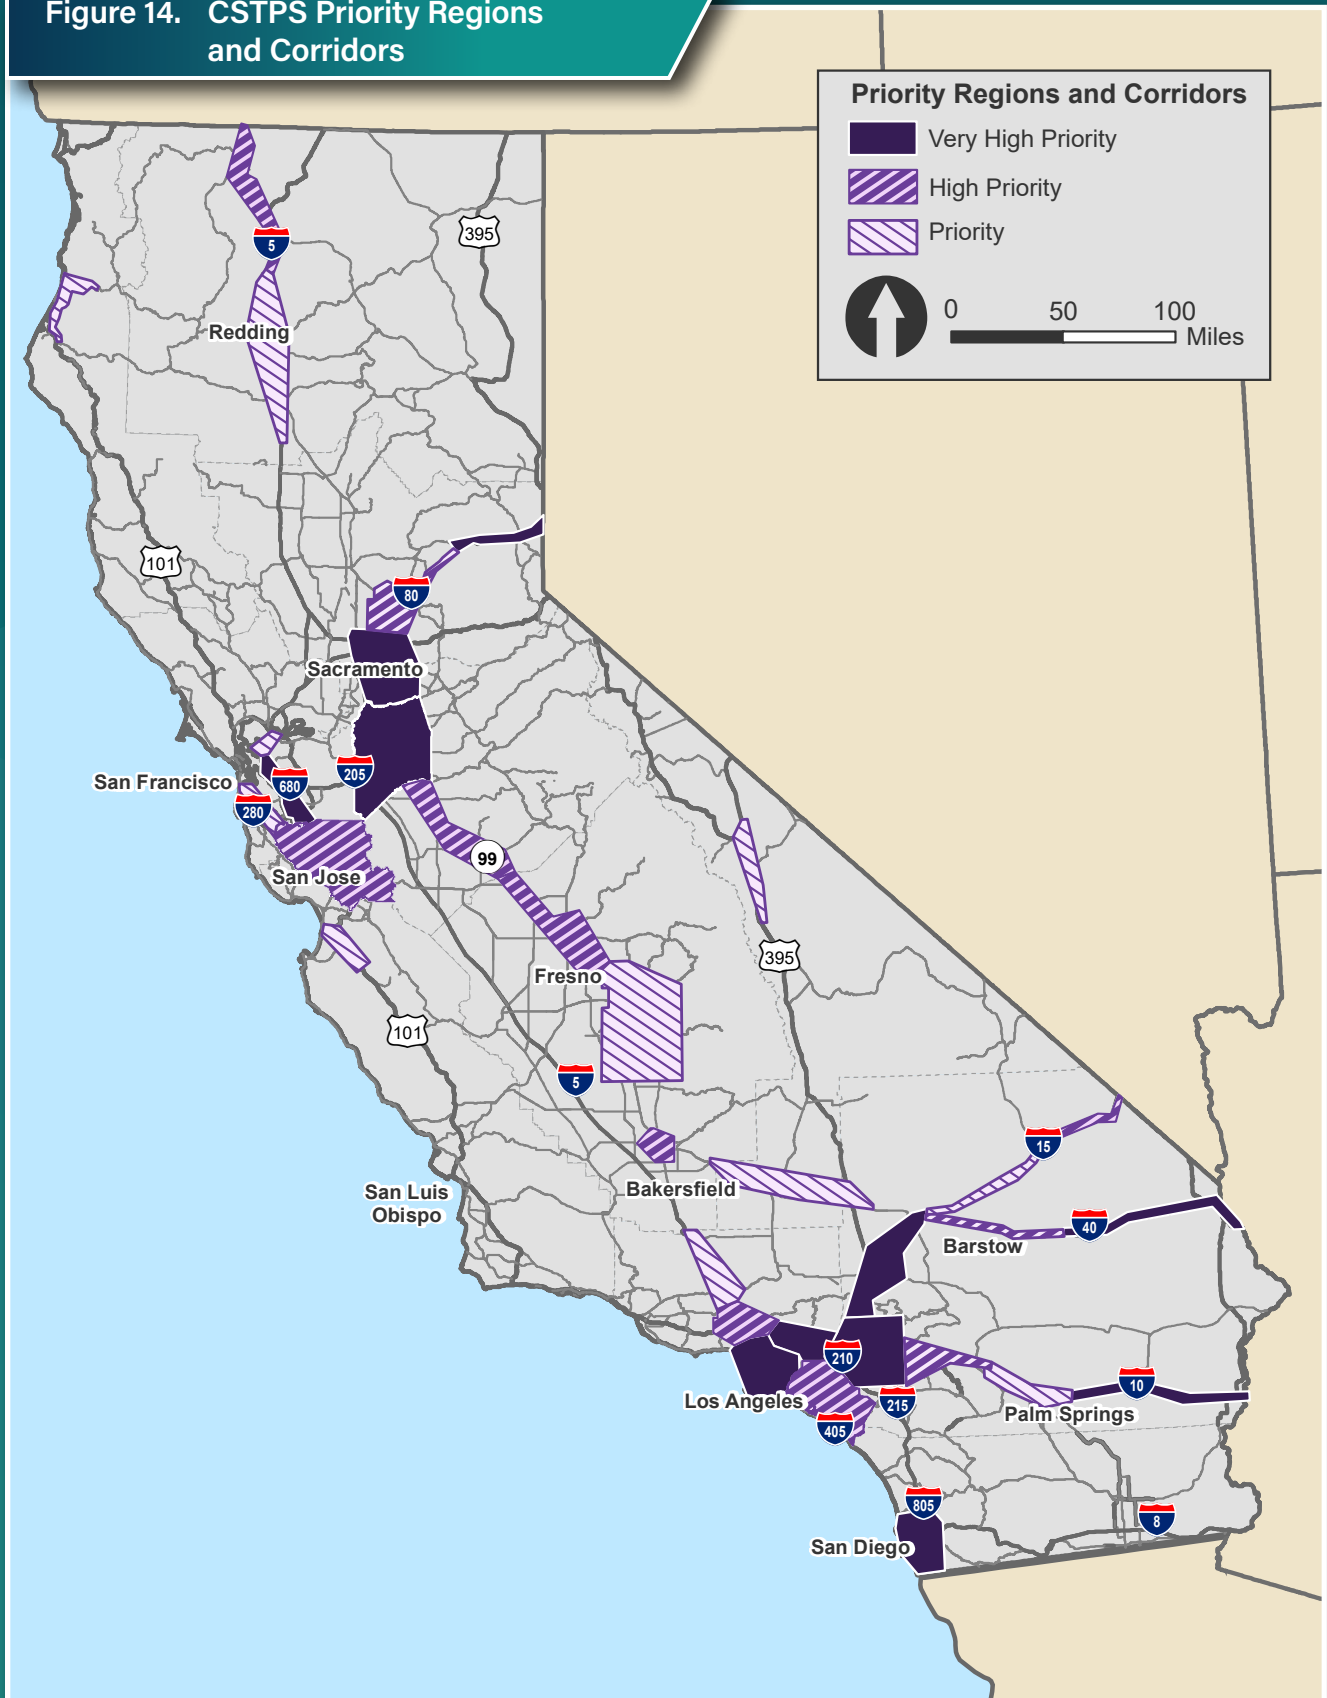 Figure 14. CSTPS Priority Regions
and Corridors
Priority Regions and Corridors
Very High Priority
High Priority
Priority
0 50 100
Miles
5
395
Redding
101
80
Sacramento
San Francisco
680
205
280
99
San Jose
395
Fresno
101
5
15
San Luis
Obispo
Bakersfield
40
Barstow
210
10
Los Angeles
215
Palm Springs
405
805
8
San Diego